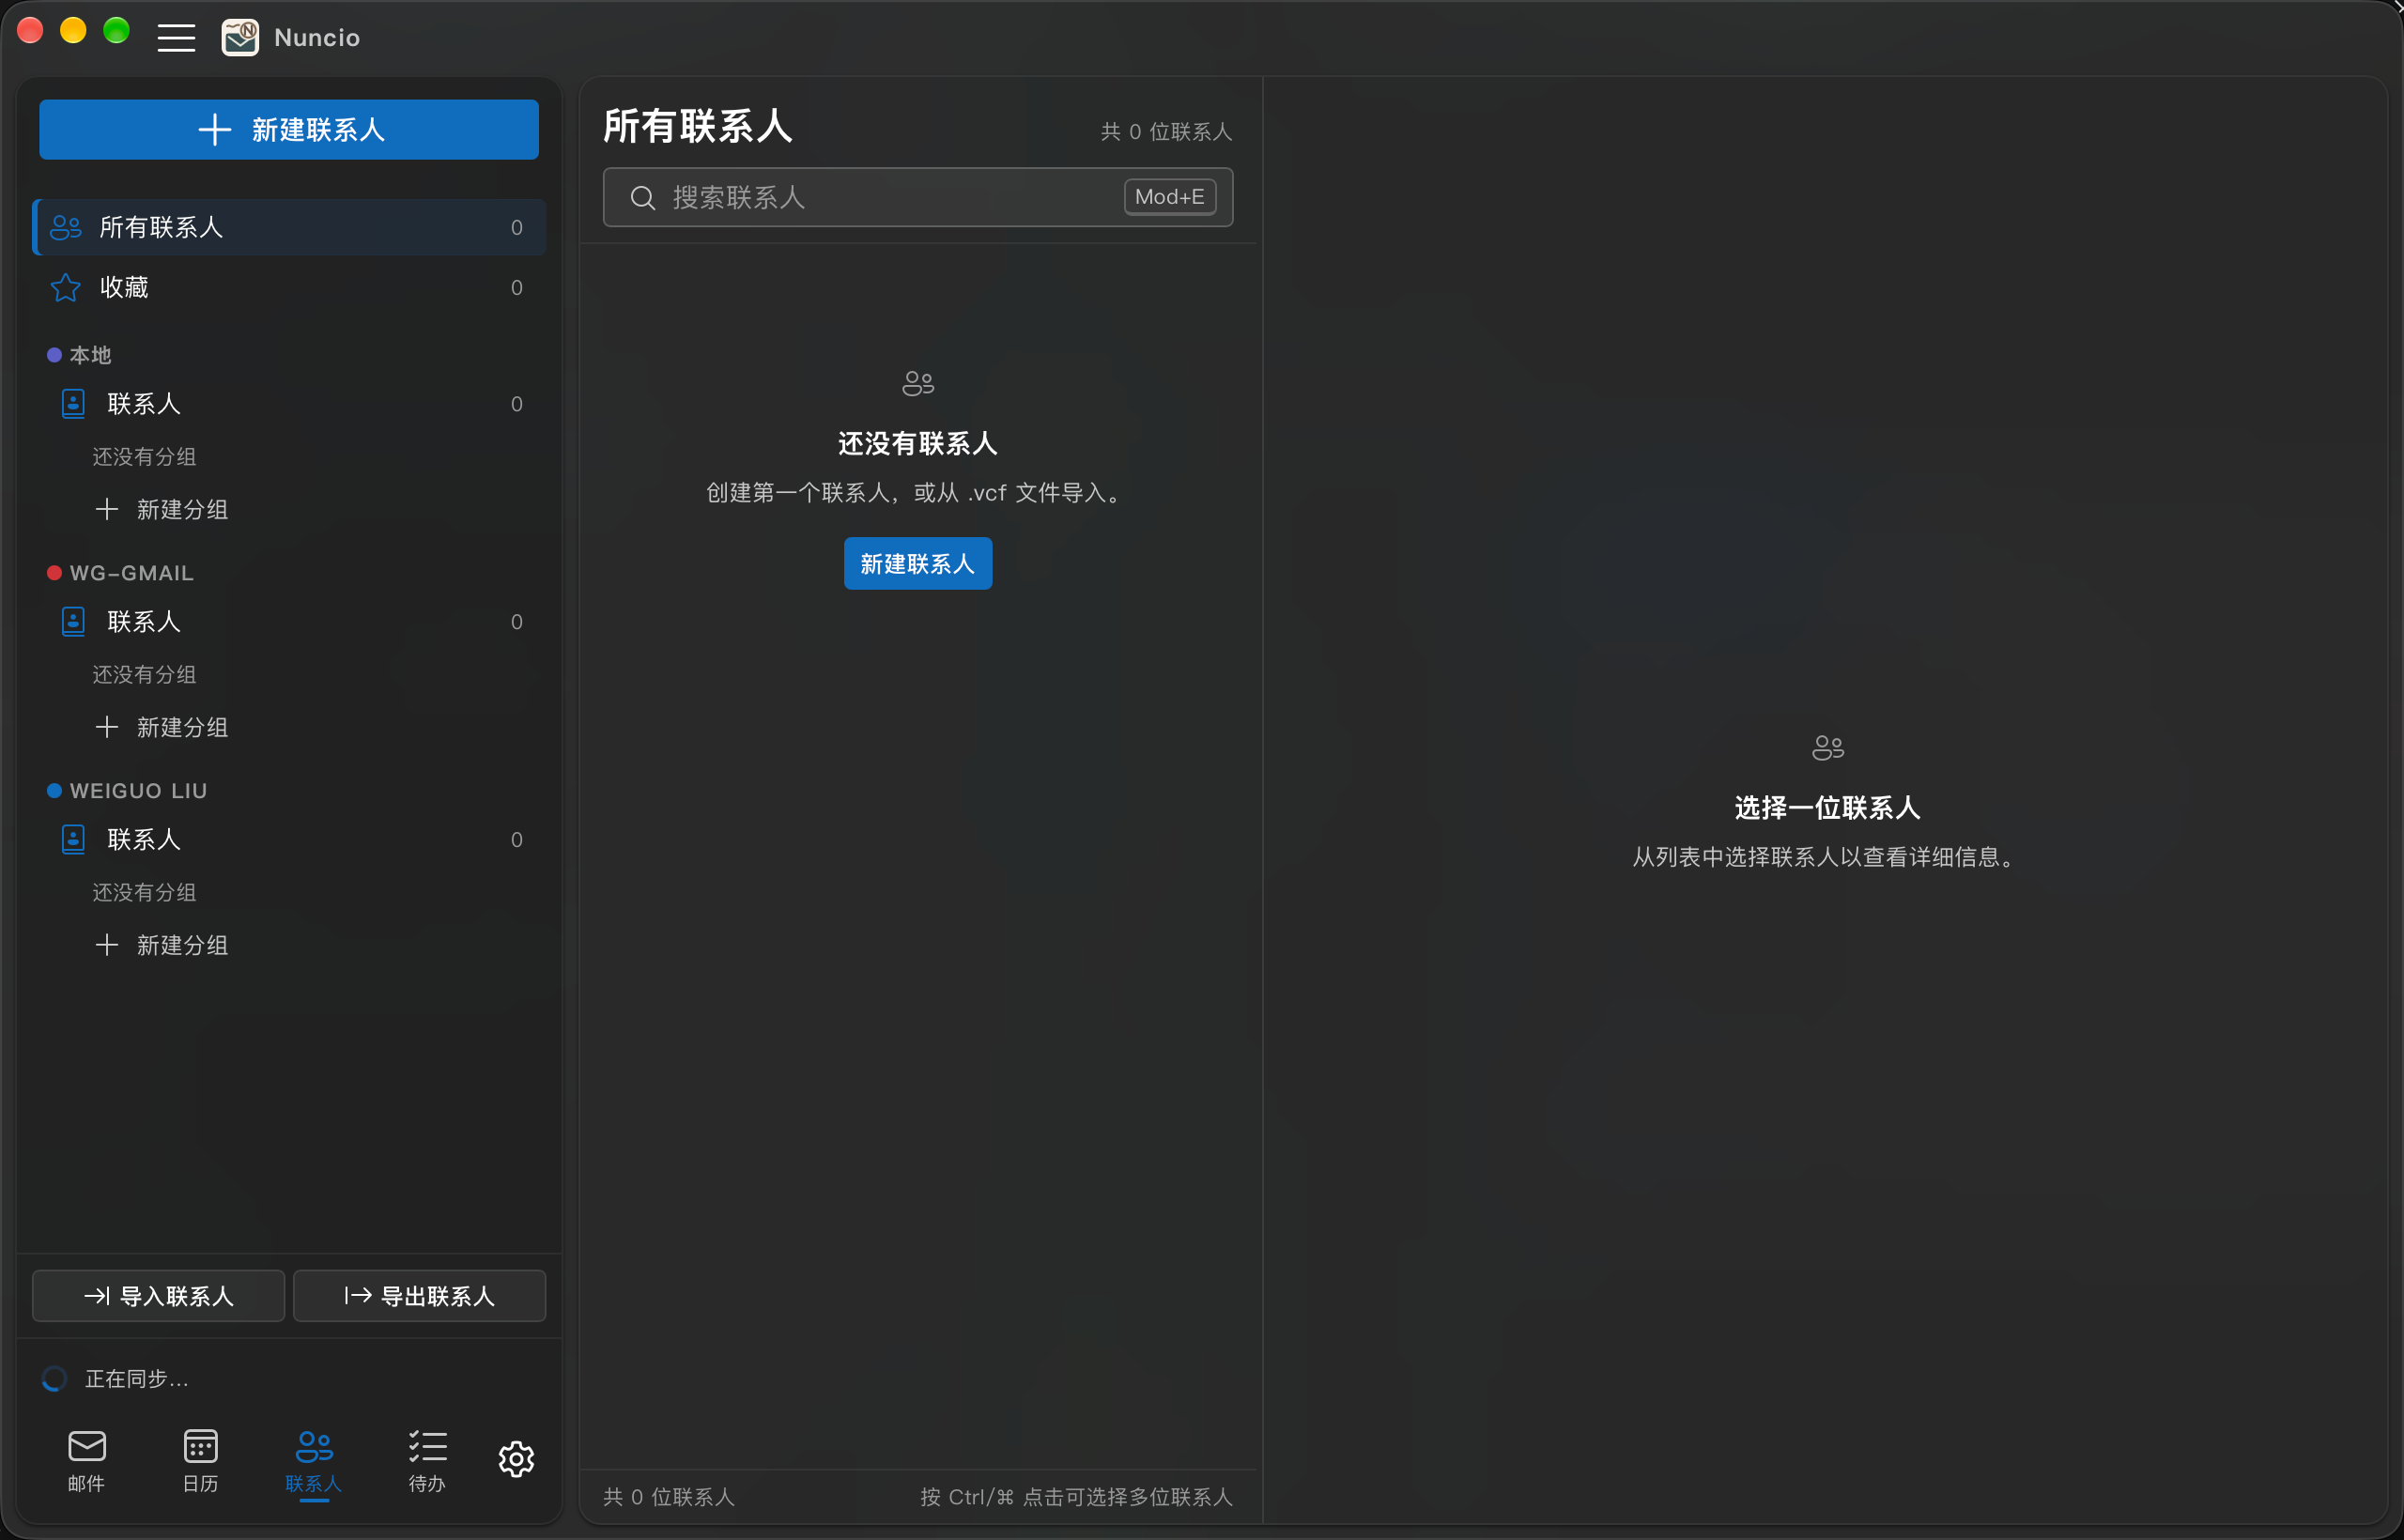 Nuncio
新建联系人
所有联系人 0
收藏 0
本地
联系人 0
还没有分组
新建分组
WG-GMAIL
联系人 0
还没有分组
新建分组
WEIGUO LIU
联系人 0
还没有分组
新建分组
导入联系人 导出联系人
正在同步...
邮件 日历 联系人 待办
所有联系人 共 0 位联系人
搜索联系人 Mod+E
还没有联系人
创建第一个联系人，或从 .vcf 文件导入。
新建联系人
共 0 位联系人 按 Ctrl/⌘ 点击可选择多位联系人
选择一位联系人
从列表中选择联系人以查看详细信息。